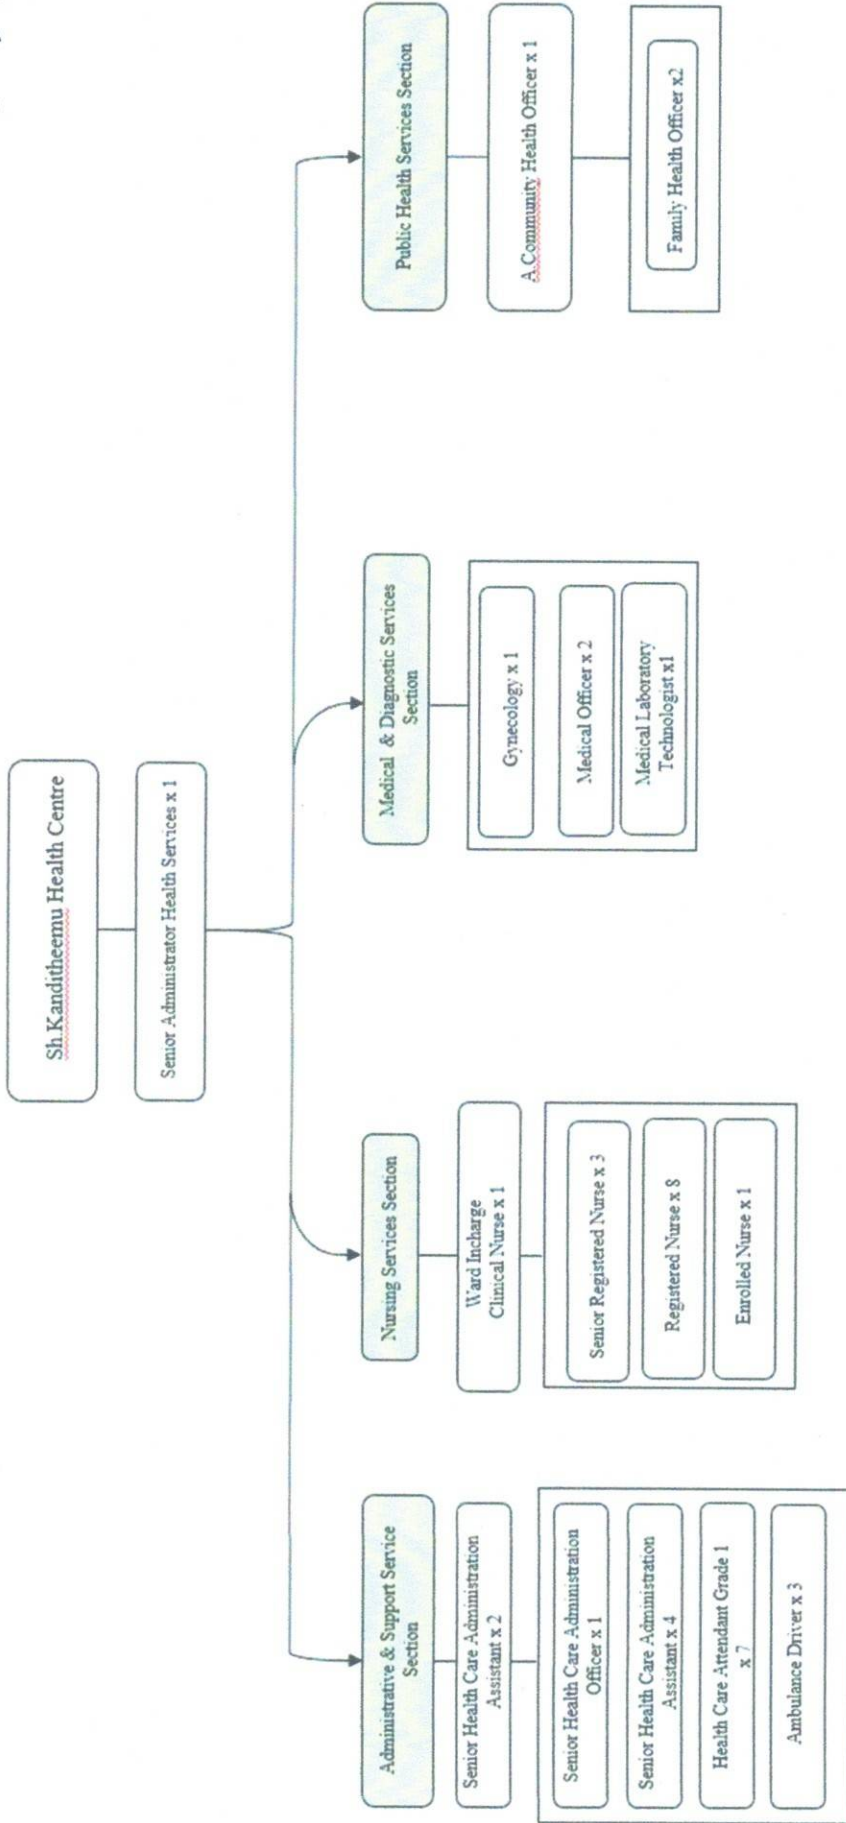 Sh.Kanditheemu Health Centre
Senior Administrator Health Services x 1
Administrative & Support Service
Section
Senior Health Care Administration
Assistant x 2
Senior Health Care Administration
Officer x 1
Senior Health Care Administration
Assistant x 4
Health Care Attendant Grade 1
x 7
Ambulance Driver x 3
Nursing Services Section
Ward Incharge
Clinical Nurse x 1
Senior Registered Nurse x 3
Registered Nurse x 8
Enrolled Nurse x 1
Medical & Diagnostic Services
Section
Gynecology x 1
Medical Officer x 2
Medical Laboratory
Technologist x1
Public Health Services Section
A.Community Health Officer x 1
Family Health Officer x2